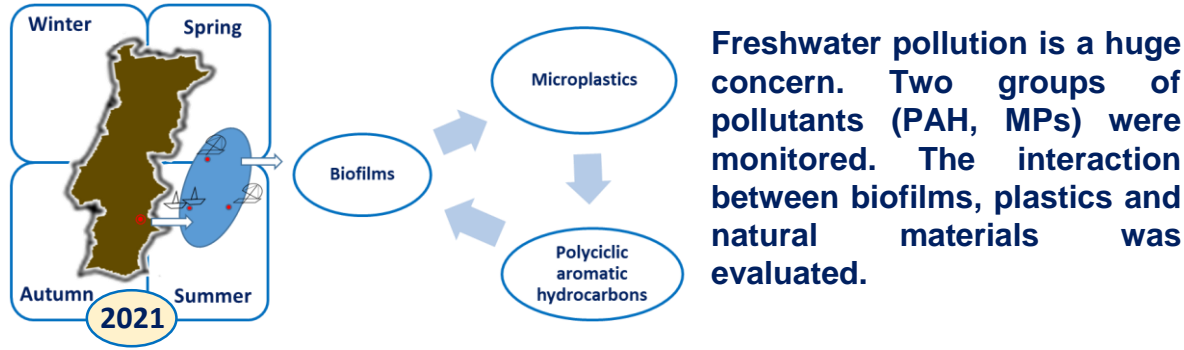 Winter
Spring
Autumn
Summer
2021
Biofilms
Microplastics
Polyciclic
aromatic
hydrocarbons
Freshwater pollution is a huge
concern. Two groups of
pollutants (PAH, MPs) were
monitored. The interaction
between biofilms, plastics and
natural materials was
evaluated.